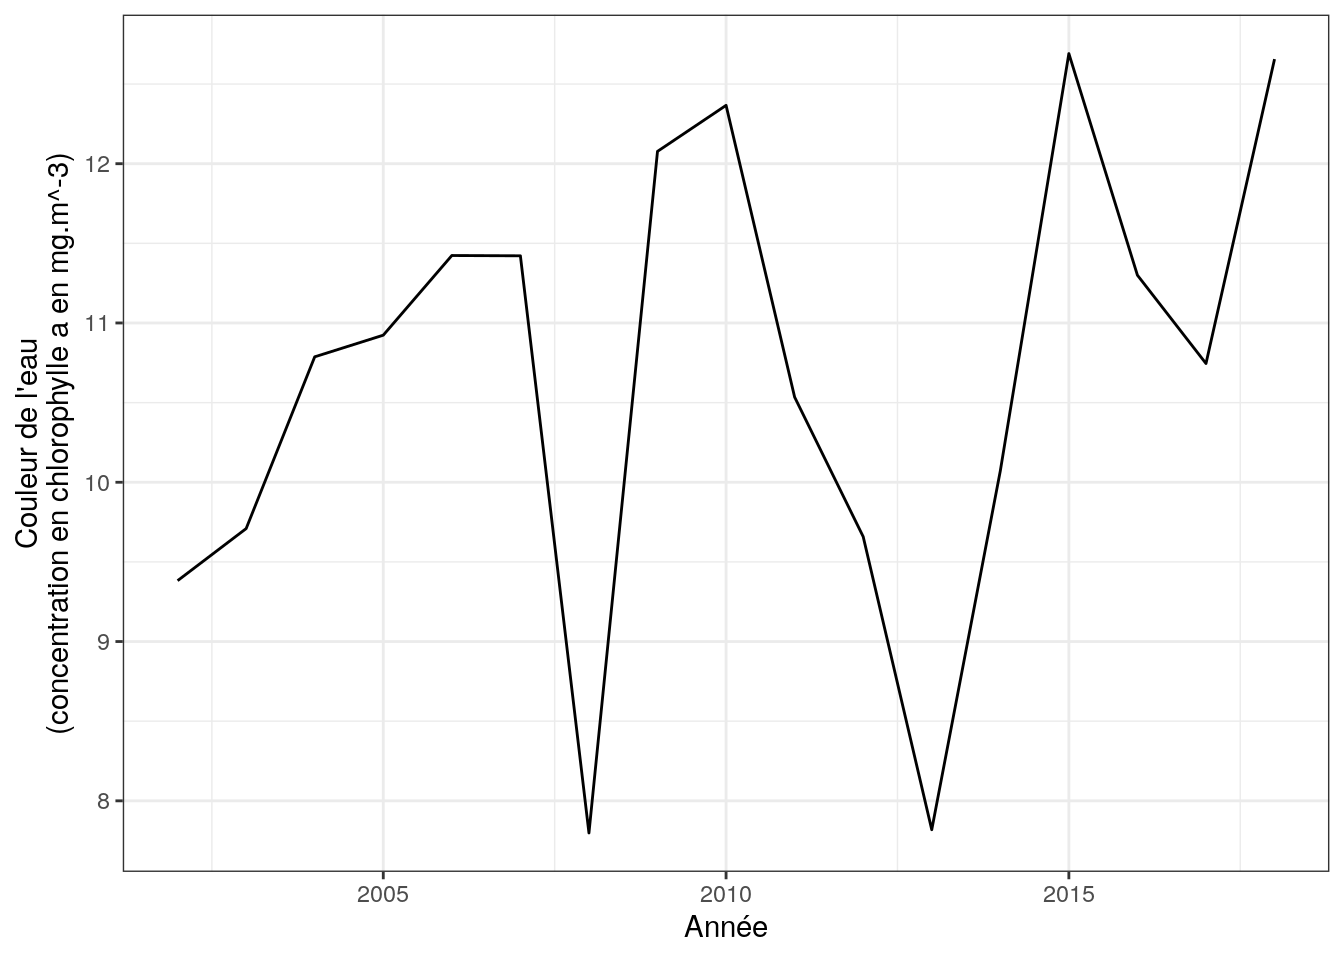 Couleur de l'eau
(concentration en chlorophylle a en mg.m^-3)
12
11
10
9
8
2005
2010
2015
Année